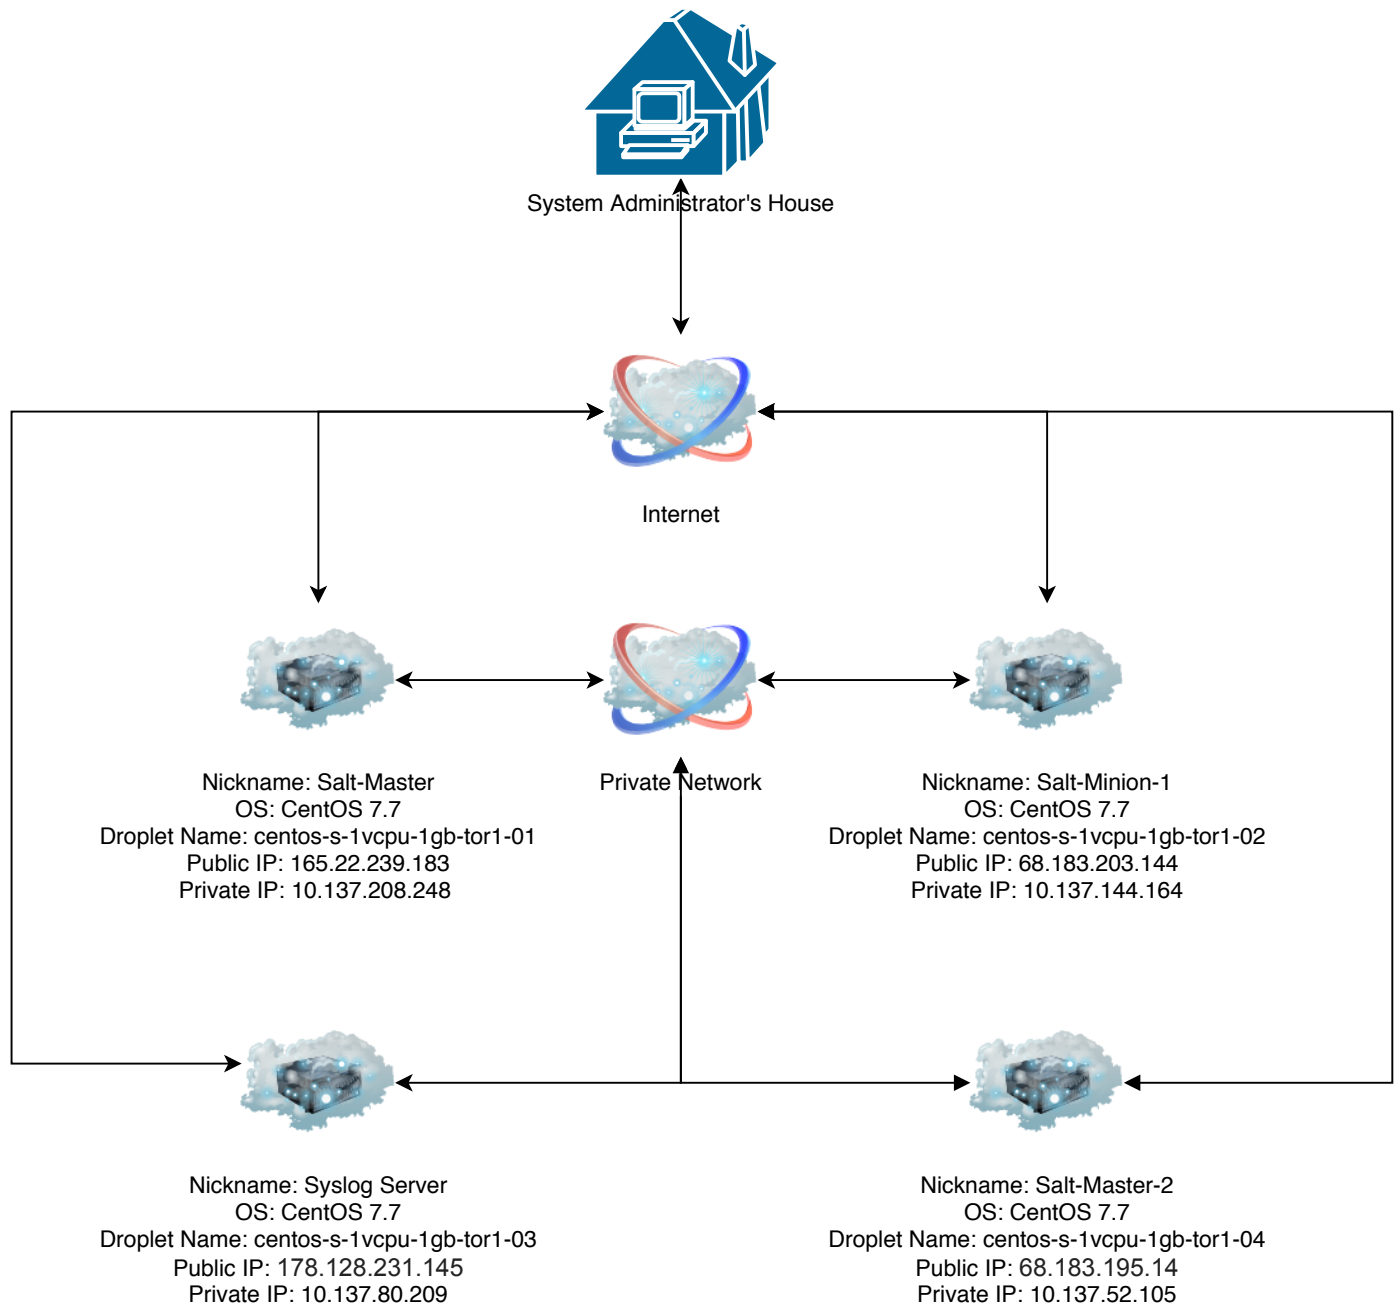 System Administrator's House
Internet
Private Network
Nickname: Salt-Master
OS: CentOS 7.7
Droplet Name: centos-s-1vcpu-1gb-tor1-01
Public IP: 165.22.239.183
Private IP: 10.137.208.248
Nickname: Salt-Minion-1
OS: CentOS 7.7
Droplet Name: centos-s-1vcpu-1gb-tor1-02
Public IP: 68.183.203.144
Private IP: 10.137.144.164
Nickname: Syslog Server
OS: CentOS 7.7
Droplet Name: centos-s-1vcpu-1gb-tor1-03
Public IP: 178.128.231.145
Private IP: 10.137.80.209
Nickname: Salt-Master-2
OS: CentOS 7.7
Droplet Name: centos-s-1vcpu-1gb-tor1-04
Public IP: 68.183.195.14
Private IP: 10.137.52.105